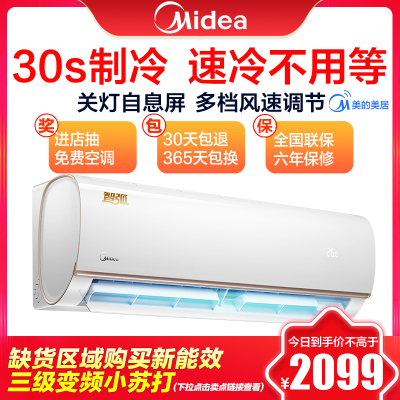 Midea
30s制冷 速冷不用等
关灯自息屏 多档风速调节
美的美居
奖
进店抽
免费空调
包
30天包退
365天包换
保
全国联保
六年保修
Midea
缺货区域购买新能效
三级变频小苏打(下拉点击卖点链接查看)
今日到手价不高于
¥2099